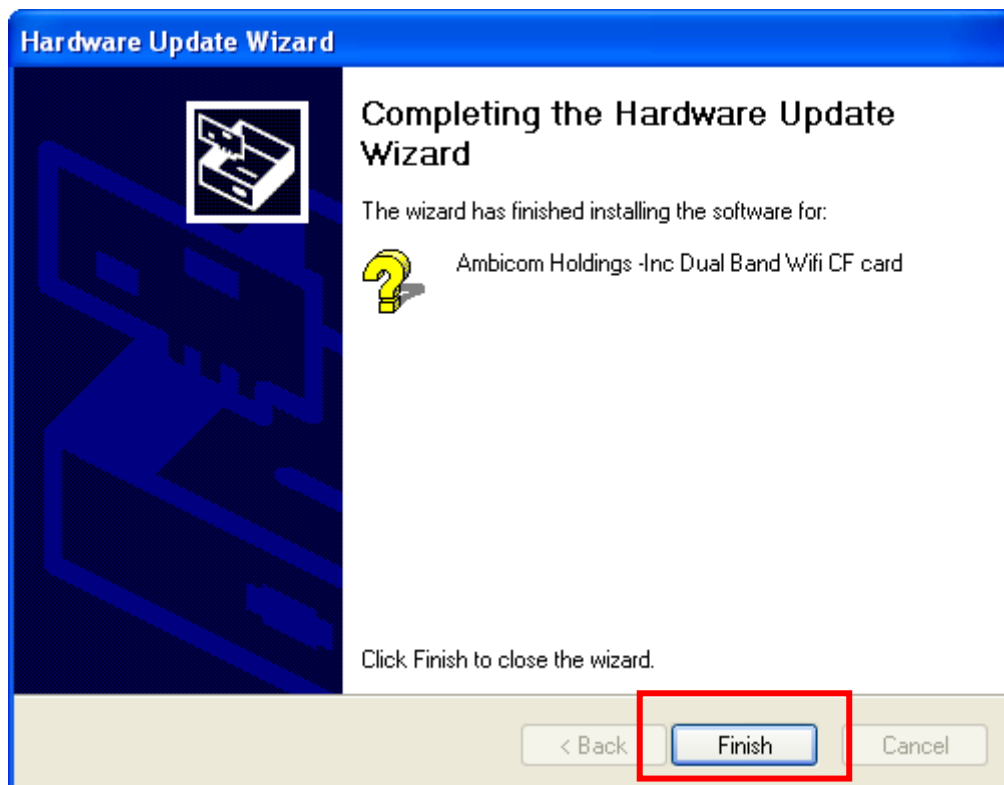 Hardware Update Wizard
Completing the Hardware Update
Wizard
The wizard has finished installing the software for:
Ambicom Holdings -Inc Dual Band Wifi CF card
Click Finish to close the wizard.
< Back Finish Cancel